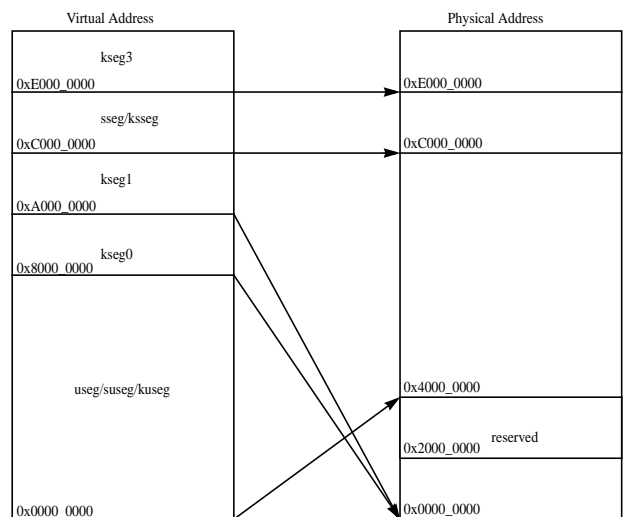 Virtual Address
Physical Address
kseg3
0xE000_0000
0xE000_0000
sseg/ksseg
0xC000_0000
0xC000_0000
kseg1
0xA000_0000
kseg0
0x8000_0000
useg/suseg/kuseg
0x4000_0000
reserved
0x2000_0000
0x0000_0000
0x0000_0000